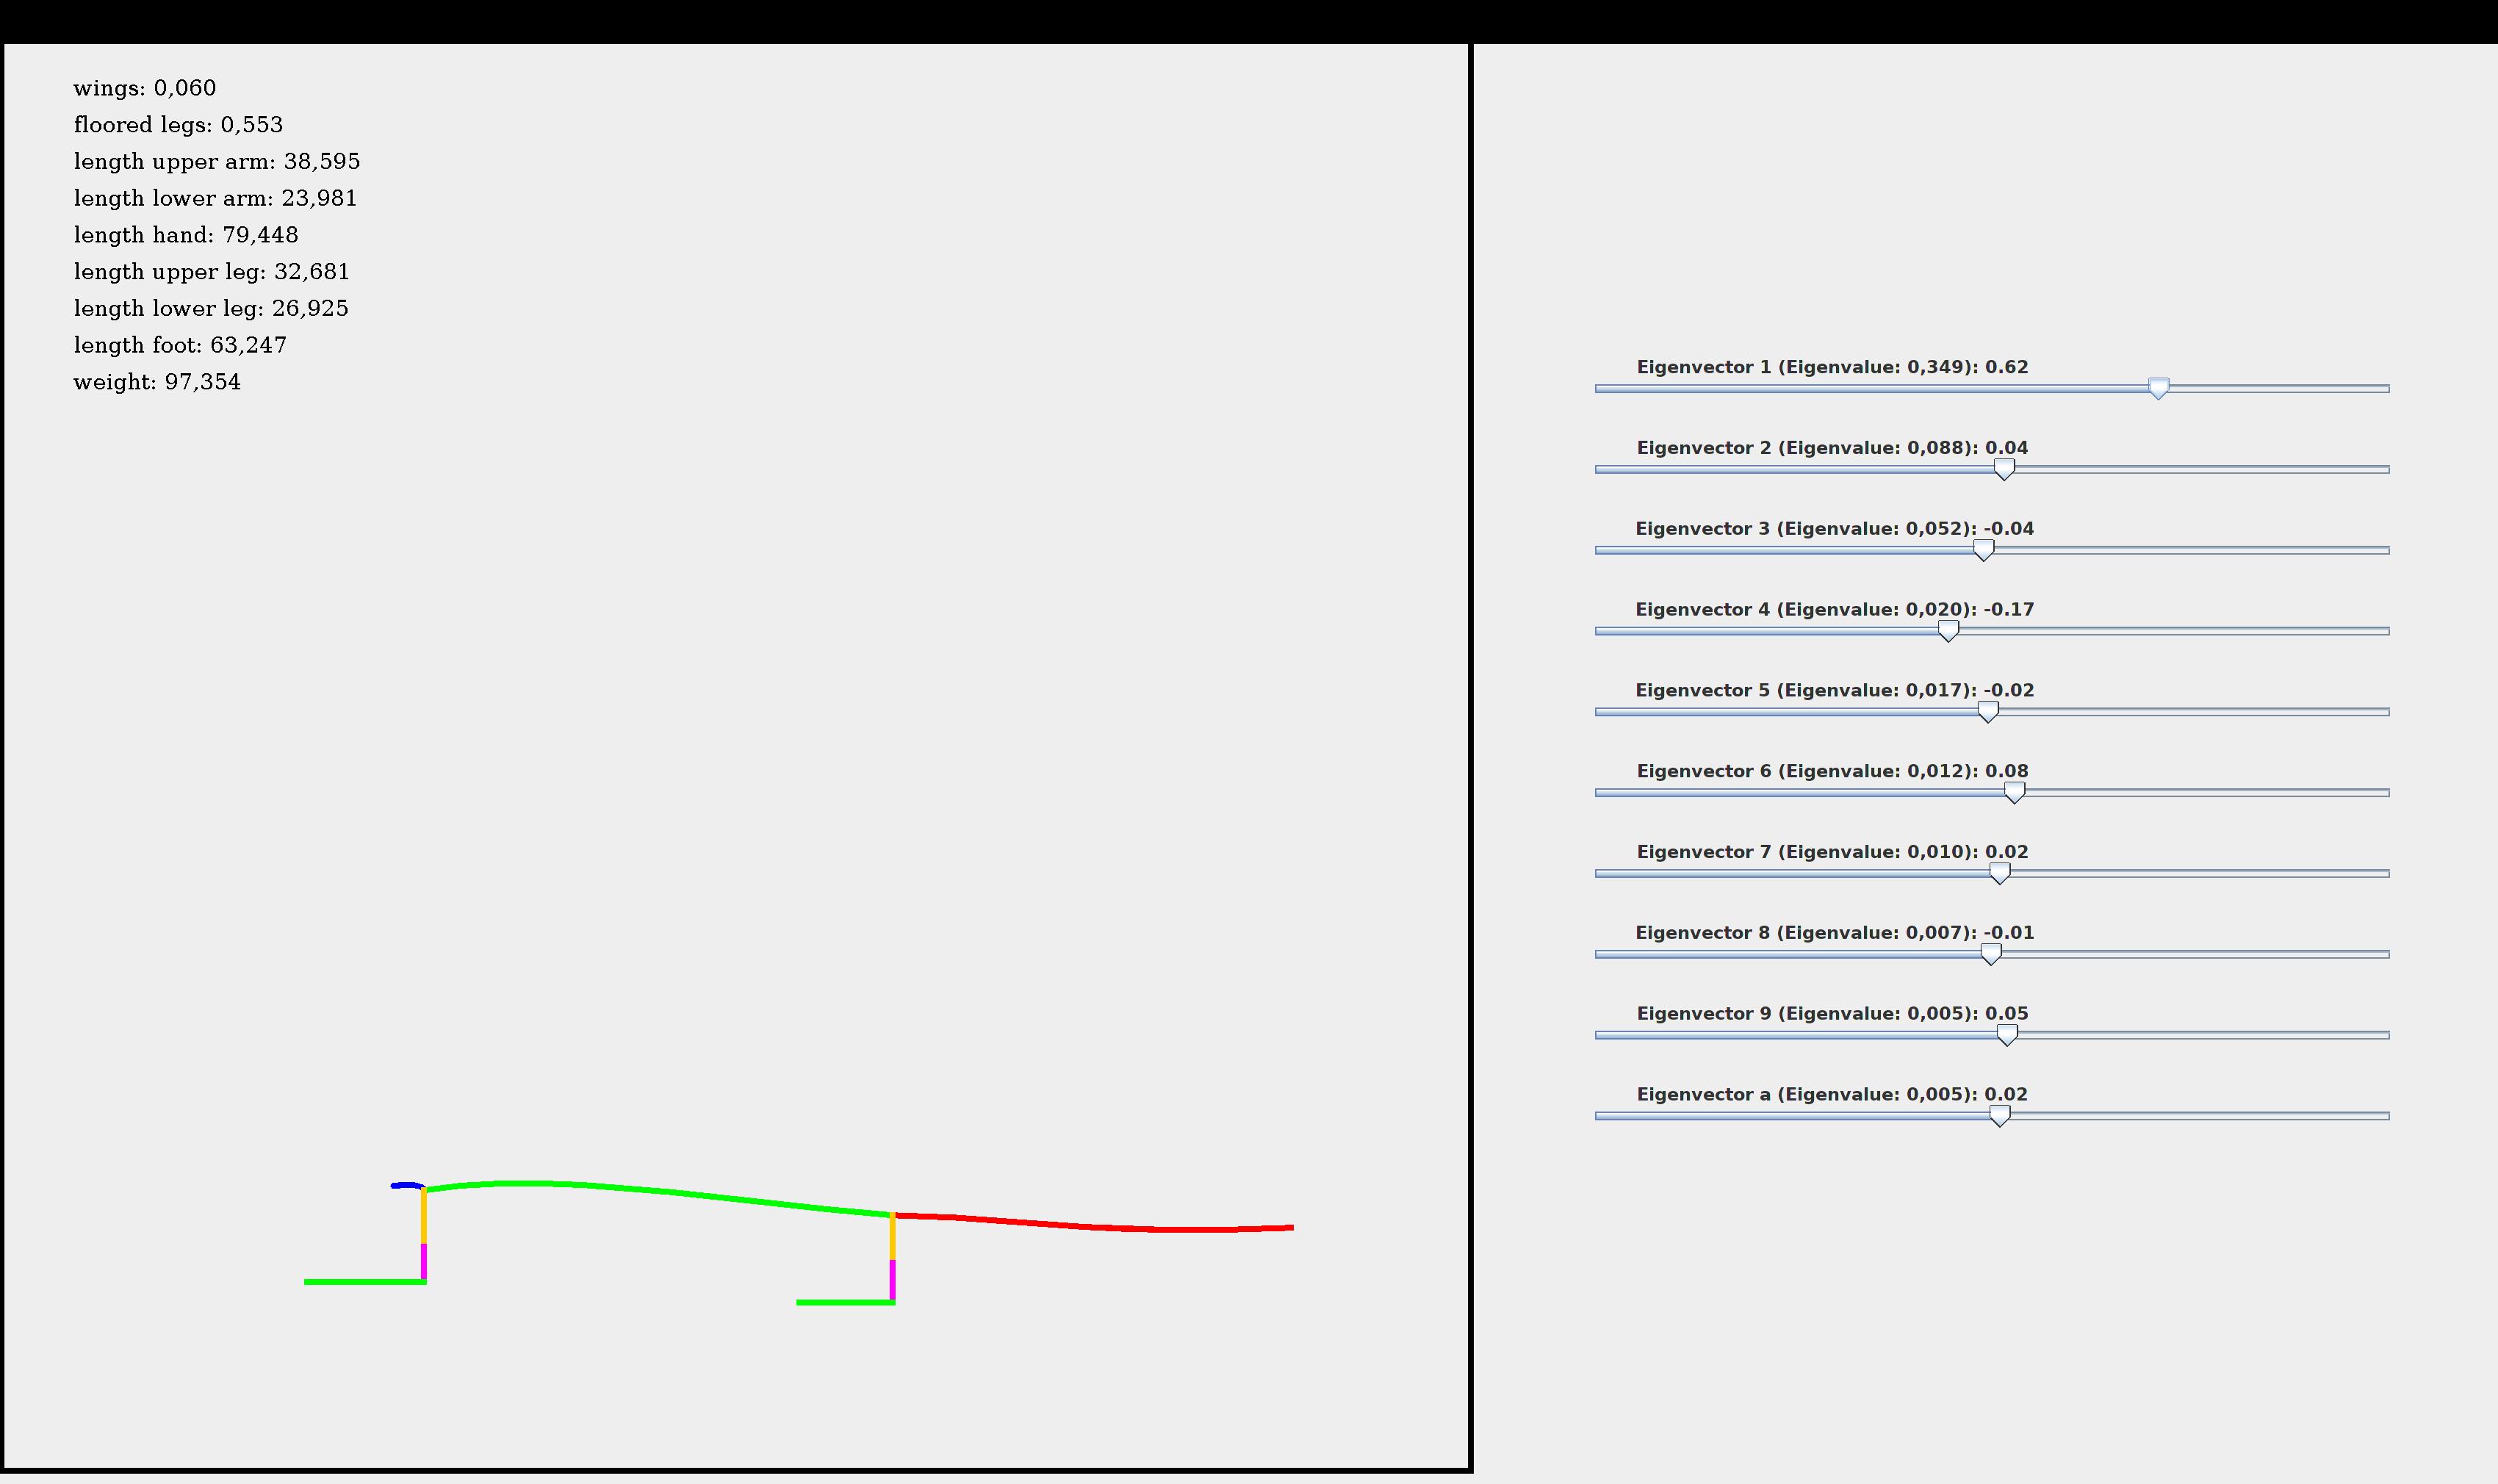 wings: 0,060
floored legs: 0,553
length upper arm: 38,595
length lower arm: 23,981
length hand: 79,448
length upper leg: 32,681
length lower leg: 26,925
length foot: 63,247
weight: 97,354
Eigenvector 1 (Eigenvalue: 0,349): 0.62
Eigenvector 2 (Eigenvalue: 0,088): 0.04
Eigenvector 3 (Eigenvalue: 0,052): -0.04
Eigenvector 4 (Eigenvalue: 0,020): -0.17
Eigenvector 5 (Eigenvalue: 0,017): -0.02
Eigenvector 6 (Eigenvalue: 0,012): 0.08
Eigenvector 7 (Eigenvalue: 0,010): 0.02
Eigenvector 8 (Eigenvalue: 0,007): -0.01
Eigenvector 9 (Eigenvalue: 0,005): 0.05
Eigenvector a (Eigenvalue: 0,005): 0.02